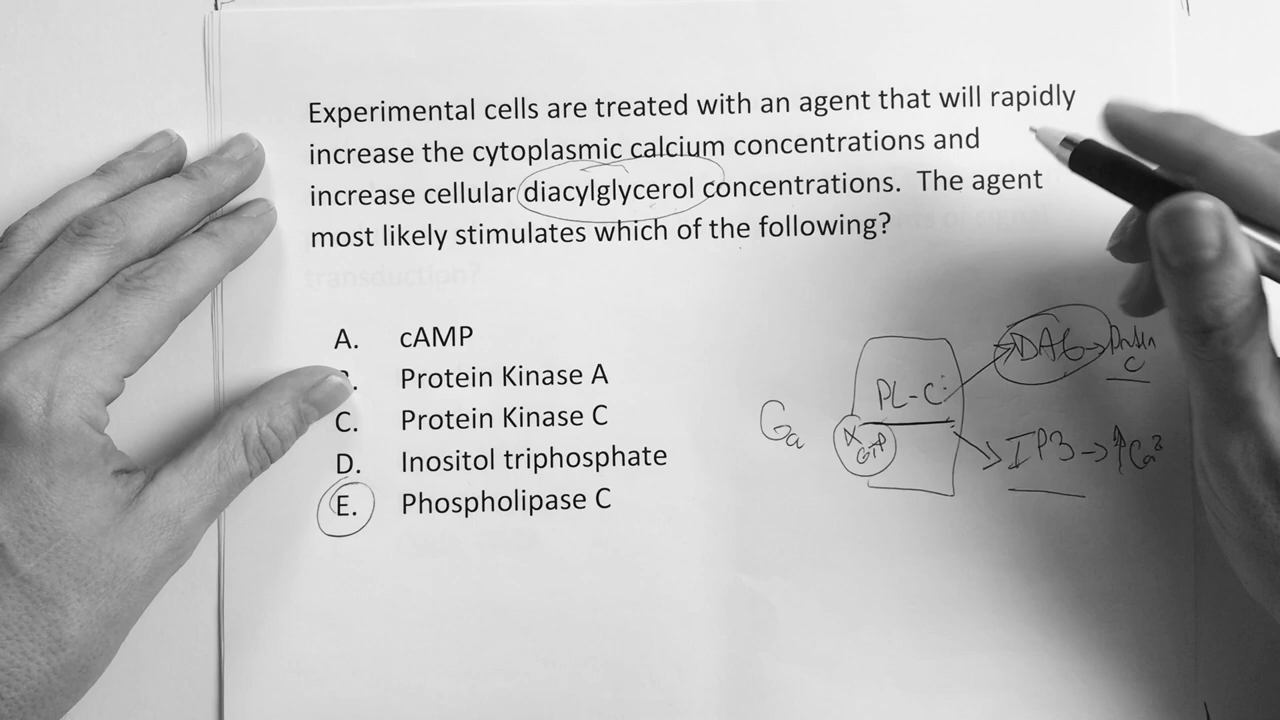 Experimental cells are treated with an agent that will rapidly
increase the cytoplasmic calcium concentrations and
increase cellular diacylglycerol concentrations. The agent
most likely stimulates which of the following?
transduction?
A. cAMP
. Protein Kinase A
C. Protein Kinase C
D. Inositol triphosphate
E. Phospholipase C
DAG →
C
PL-C
G
GTP
IP3 → ↑Ca